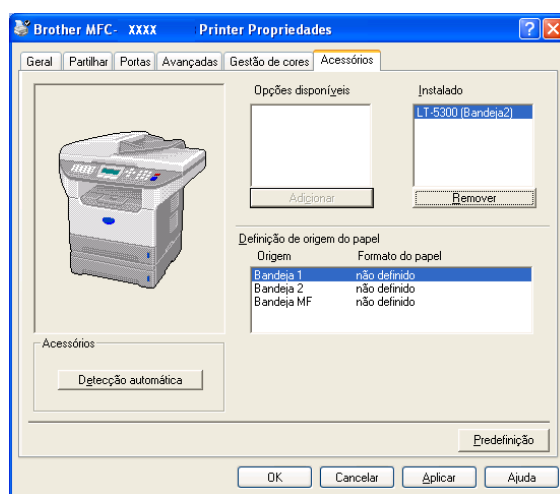 Brother MFC- XXXX Printer Propriedades
Geral Partilhar Portas Avançadas Gestão de cores Acessórios
Opções disponíveis Instalado
LT-5300 (Bandeja2)
Adicionar Remover
Definição de origem do papel
Origem Formato do papel
Bandeja 1 não definido
Bandeja 2 não definido
Bandeja MF não definido
Acessórios
Detecção automática
Predefinição
OK Cancelar Aplicar Ajuda